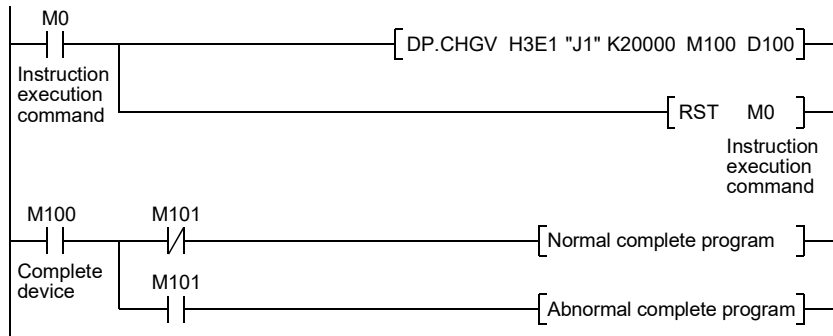 M0
DP.CHGV H3E1 "J1" K20000 M100 D100
Instruction
execution
command
RST M0
Instruction
execution
command
M100
M101
Normal complete program
Complete
device
M101
Abnormal complete program